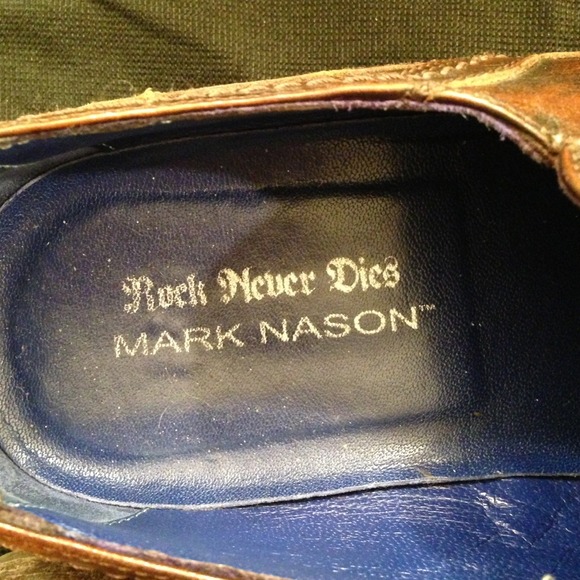 Rock Never Dies
MARK NASON™